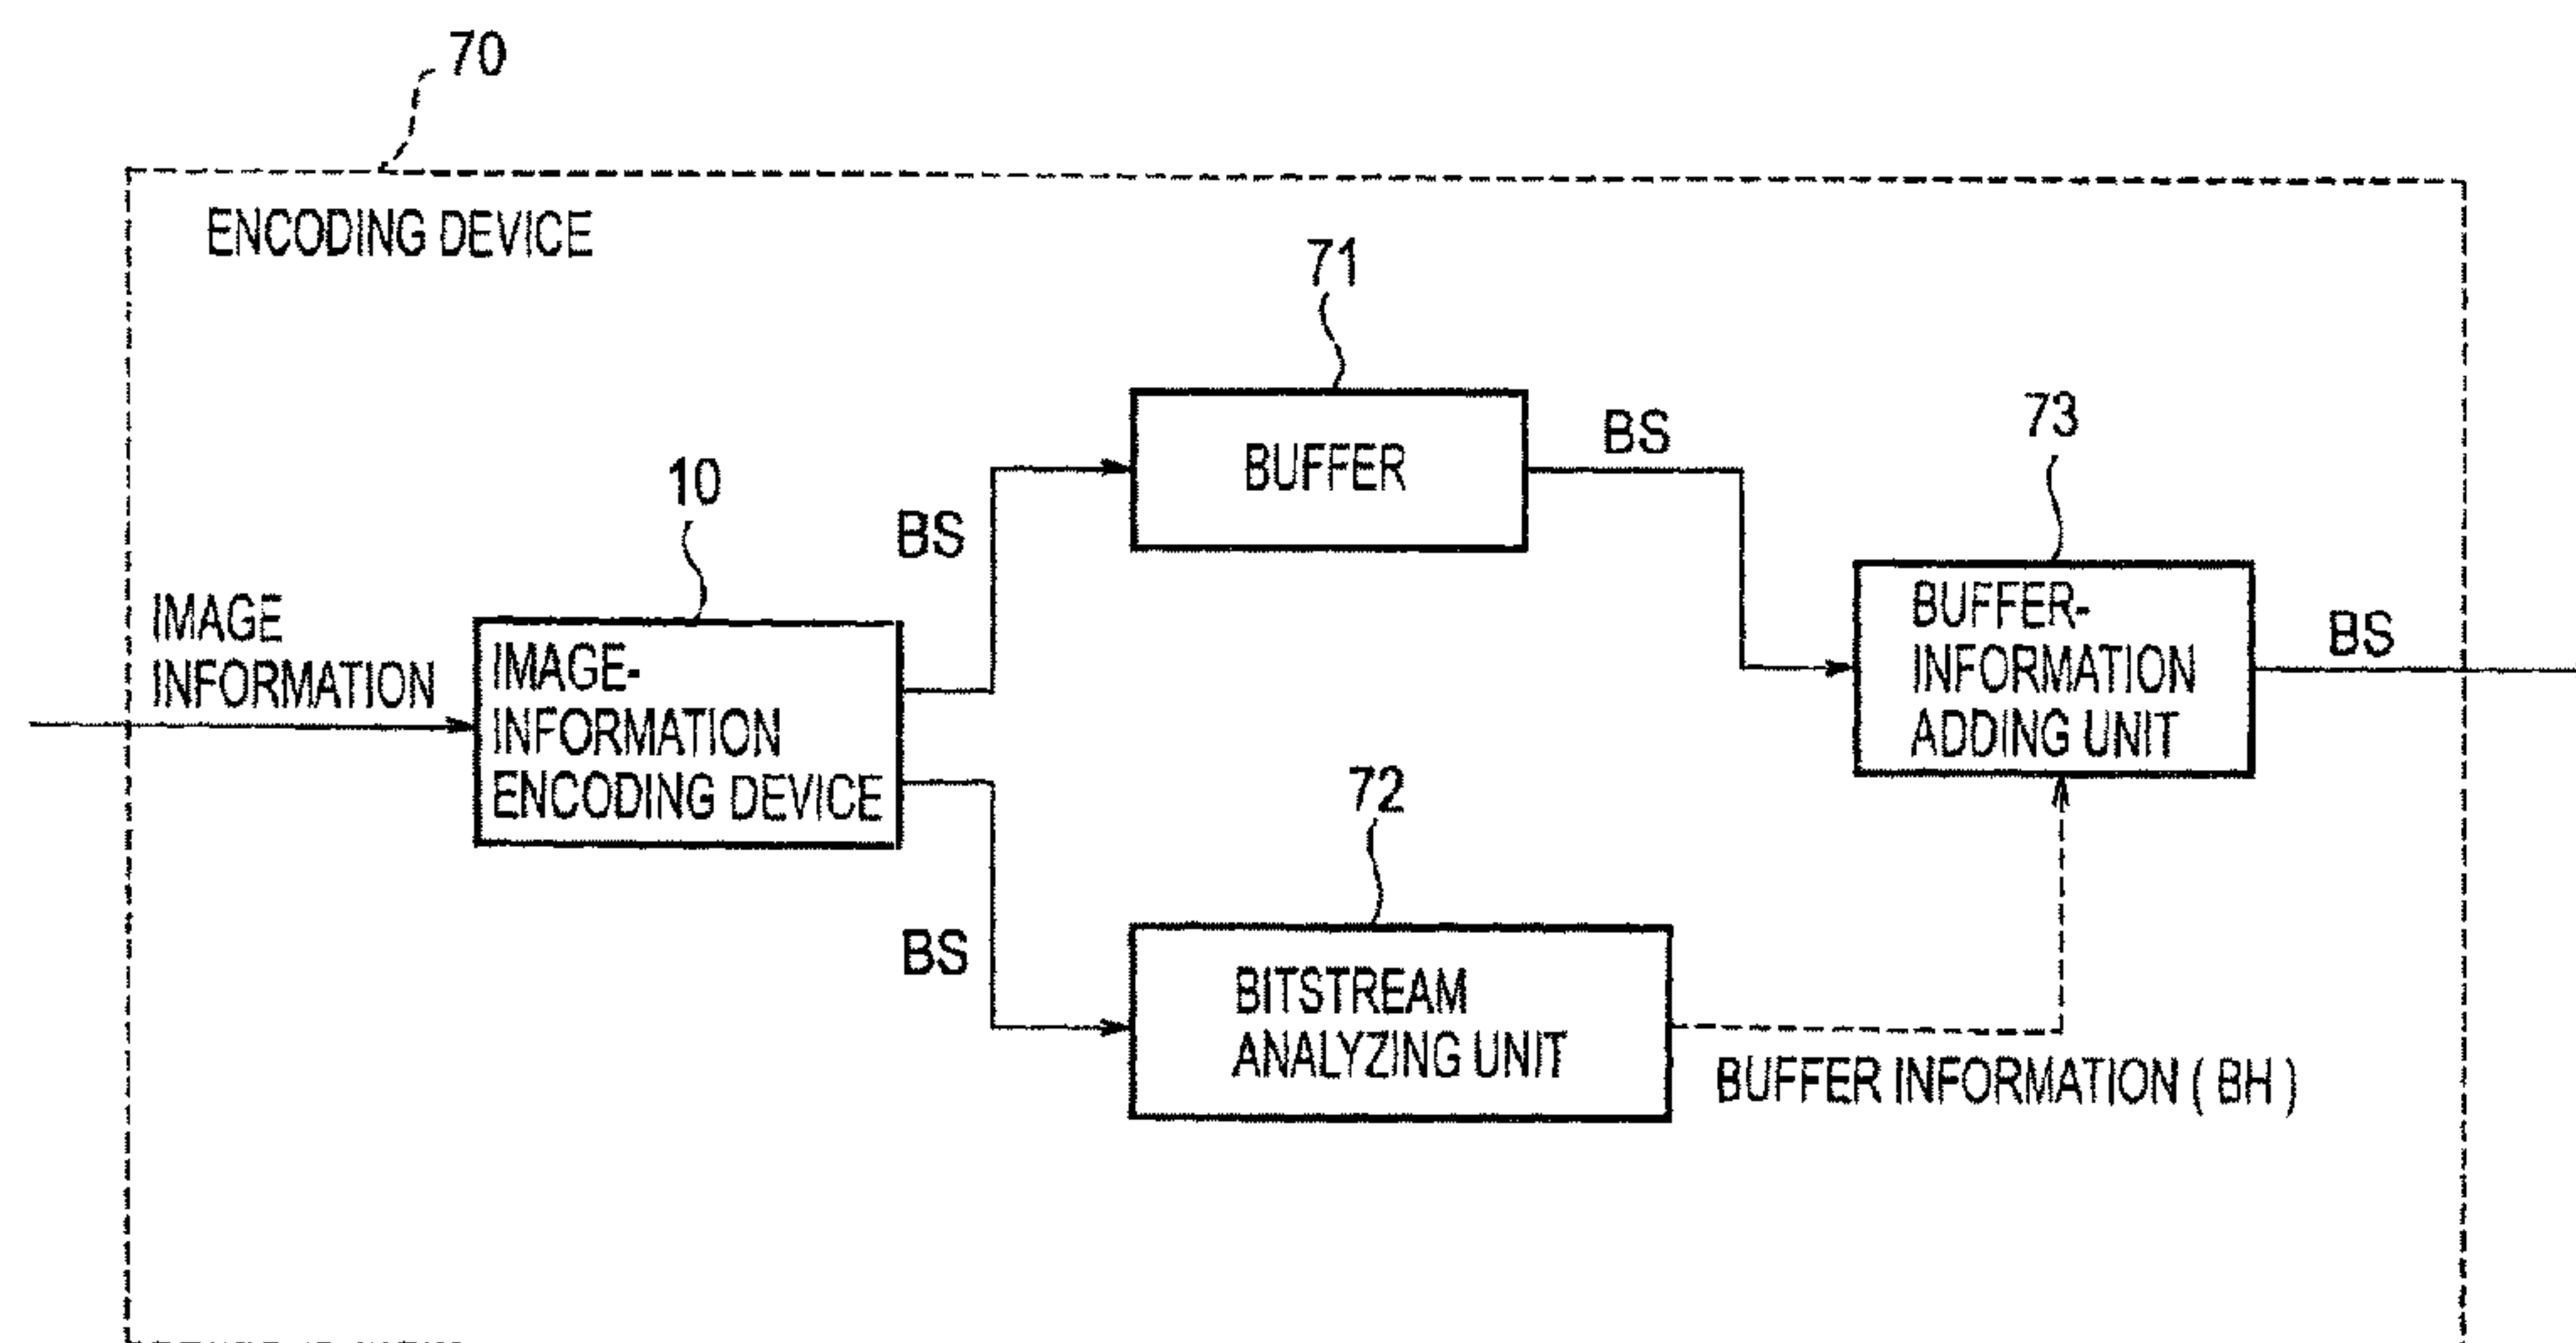 70
ENCODING DEVICE
71
BUFFER
BS
73
10
BS
IMAGE
INFORMATION
IMAGE-
INFORMATION
ENCODING DEVICE
BUFFER-
INFORMATION
ADDING UNIT
BS
72
BS
BITSTREAM
ANALYZING UNIT
BUFFER INFORMATION ( BH )